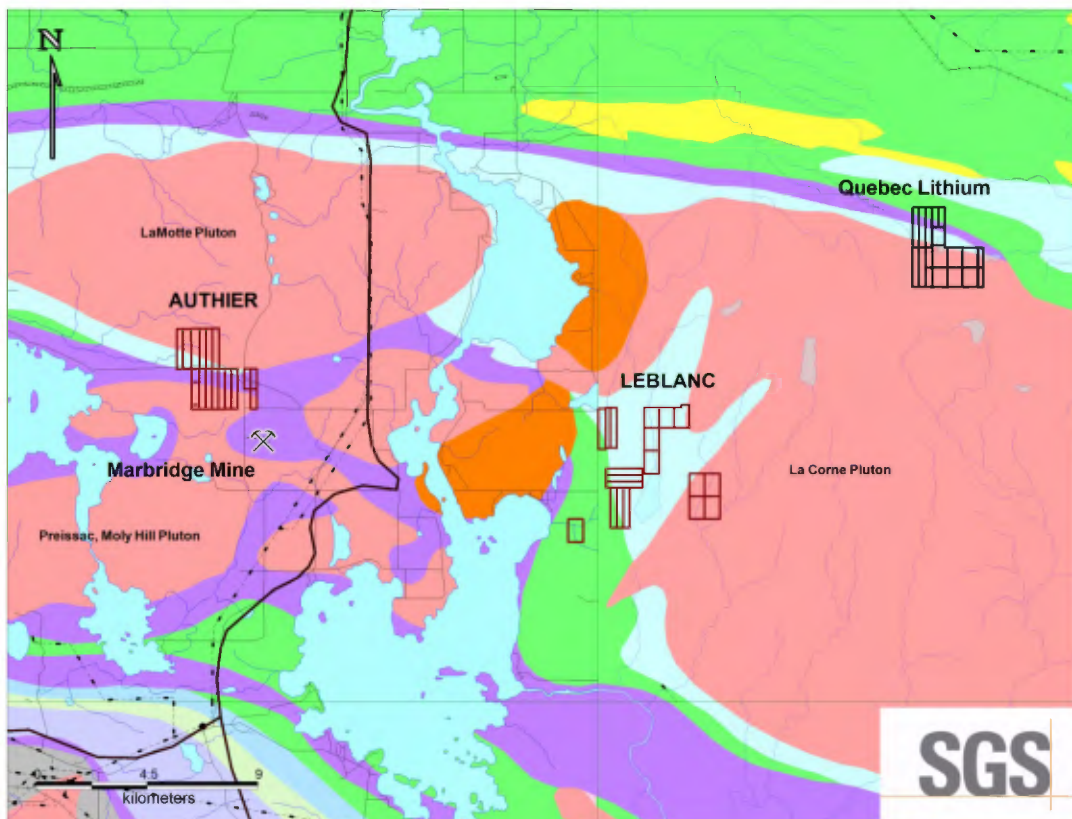 N
Quebec Lithium
LaMotte Pluton
AUTHIER
LEBLANC
Marbridge Mine
La Corne Pluton
Preissac, Moly Hill Pluton
0 4.5 9
kilometers
SGS